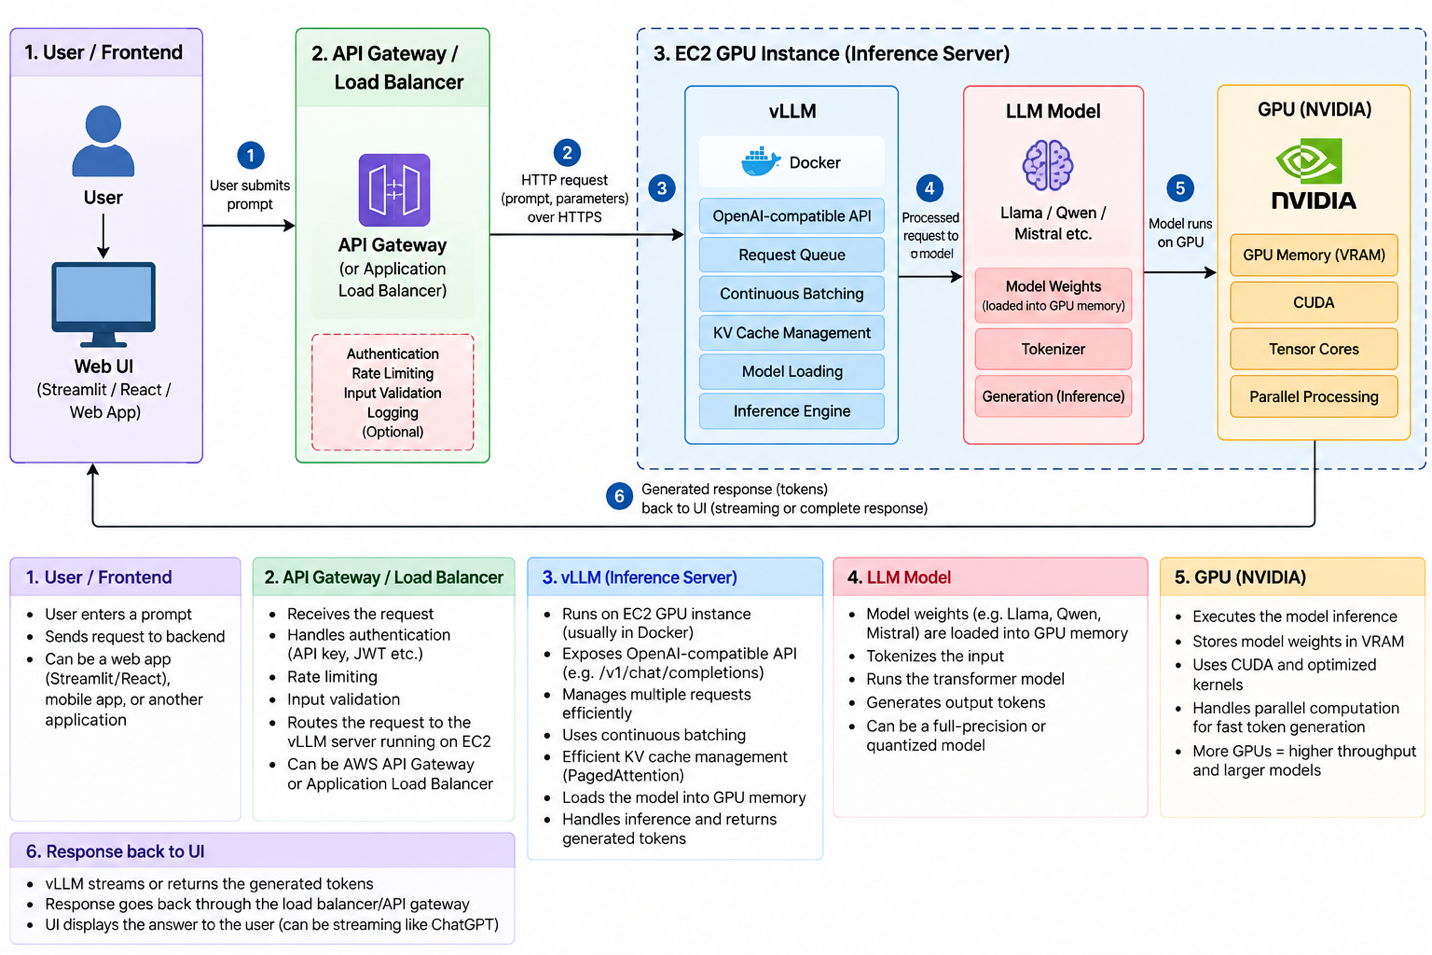 1. User / Frontend
User
Web UI
(Streamlit / React /
Web App)
1
User submits
prompt
2. API Gateway /
Load Balancer
API Gateway
(or Application
Load Balancer)
Authentication
Rate Limiting
Input Validation
Logging
(Optional)
2
HTTP request
(prompt, parameters)
over HTTPS
3. EC2 GPU Instance (Inference Server)
3
vLLM
Docker
OpenAI-compatible API
Request Queue
Continuous Batching
KV Cache Management
Model Loading
Inference Engine
4
Processed
request to
model
LLM Model
Llama / Qwen /
Mistral etc.
Model Weights
(loaded into GPU memory)
Tokenizer
Generation (Inference)
5
Model runs
on GPU
GPU (NVIDIA)
NVIDIA
GPU Memory (VRAM)
CUDA
Tensor Cores
Parallel Processing
6
Generated response (tokens)
back to UI (streaming or complete response)
1. User / Frontend
• User enters a prompt
• Sends request to backend
• Can be a web app
(Streamlit/React),
mobile app, or another
application
2. API Gateway / Load Balancer
• Receives the request
• Handles authentication
(API key, JWT etc.)
• Rate limiting
• Input validation
• Routes the request to the
vLLM server running on EC2
• Can be AWS API Gateway
or Application Load Balancer
3. vLLM (Inference Server)
• Runs on EC2 GPU instance
(usually in Docker)
• Exposes OpenAI-compatible API
(e.g. /v1/chat/completions)
• Manages multiple requests
efficiently
• Uses continuous batching
• Efficient KV cache management
(PagedAttention)
• Loads the model into GPU memory
• Handles inference and returns
generated tokens
4. LLM Model
• Model weights (e.g. Llama, Qwen,
Mistral) are loaded into GPU memory
• Tokenizes the input
• Runs the transformer model
• Generates output tokens
• Can be a full-precision or
quantized model
5. GPU (NVIDIA)
• Executes the model inference
• Stores model weights in VRAM
• Uses CUDA and optimized
kernels
• Handles parallel computation
for fast token generation
• More GPUs = higher throughput
and larger models
6. Response back to UI
• vLLM streams or returns the generated tokens
• Response goes back through the load balancer/API gateway
• UI displays the answer to the user (can be streaming like ChatGPT)